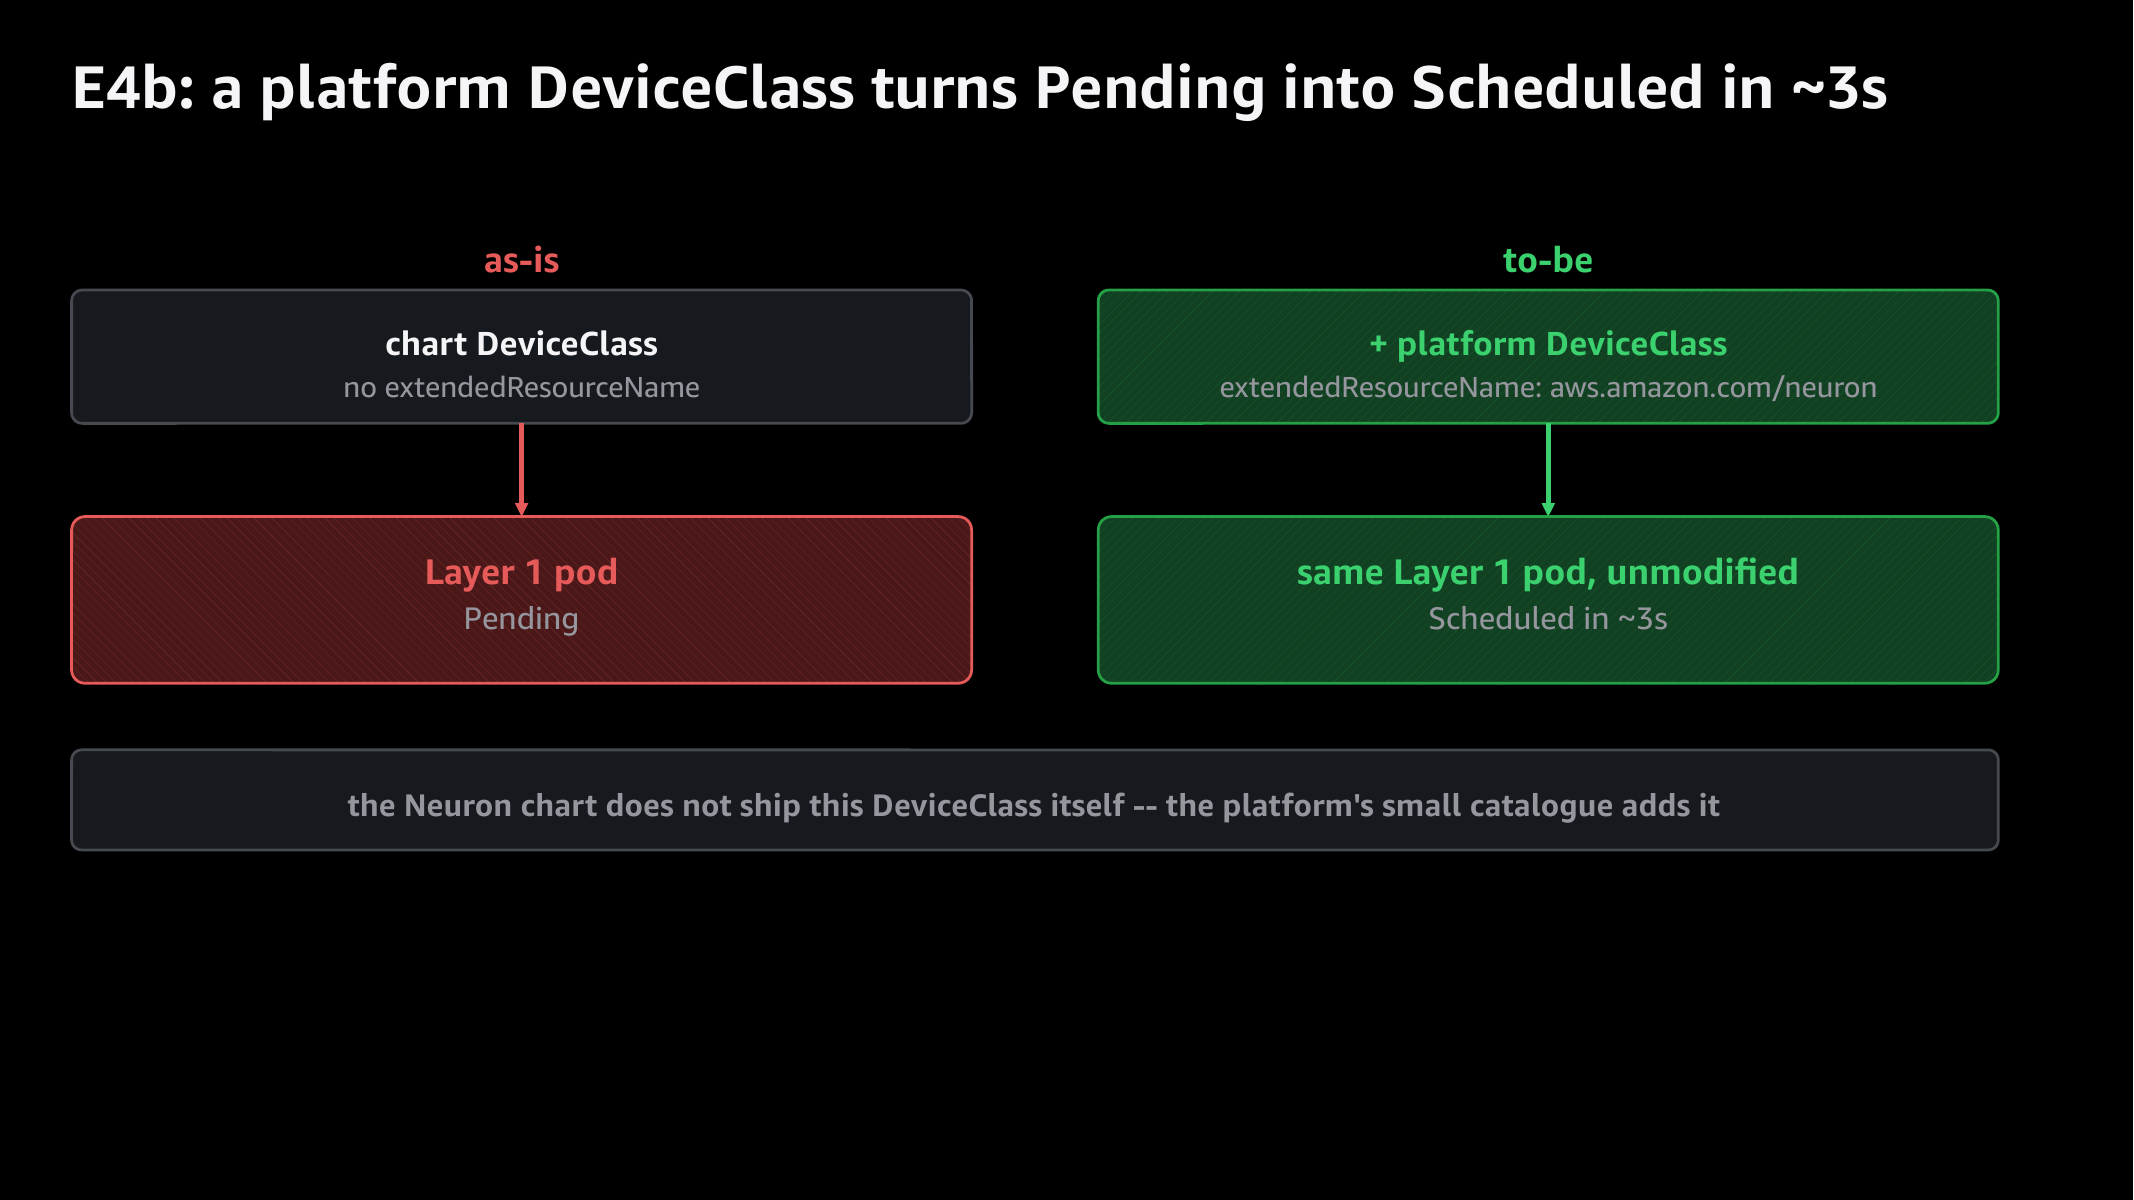 E4b: a platform DeviceClass turns Pending into Scheduled in ~3s
as-is
chart DeviceClass
no extendedResourceName
Layer 1 pod
Pending
to-be
+ platform DeviceClass
extendedResourceName: aws.amazon.com/neuron
same Layer 1 pod, unmodified
Scheduled in ~3s
the Neuron chart does not ship this DeviceClass itself -- the platform's small catalogue adds it